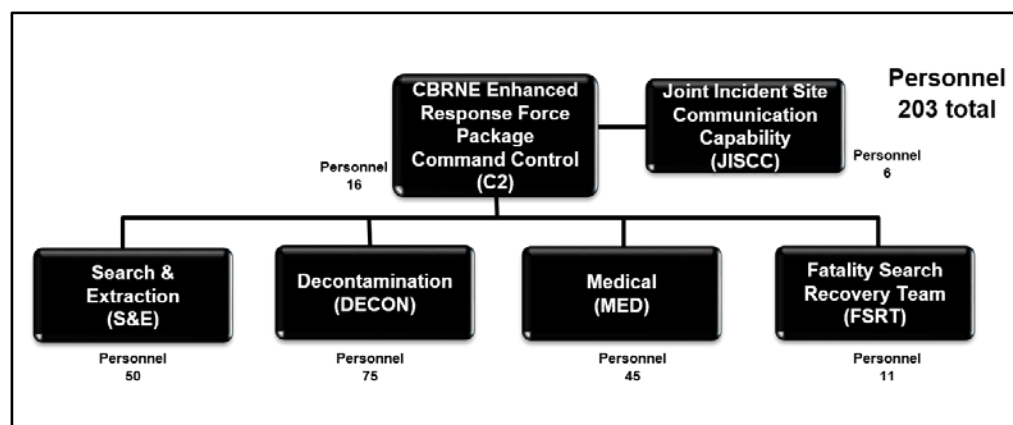 CBRNE Enhanced
Response Force
Package
Command Control
(C2)
Personnel
16
Joint Incident Site
Communication
Capability
(JISCC)
Personnel
6
Personnel
203 total
Search &
Extraction
(S&E)
Personnel
50
Decontamination
(DECON)
Personnel
75
Medical
(MED)
Personnel
45
Fatality Search
Recovery Team
(FSRT)
Personnel
11